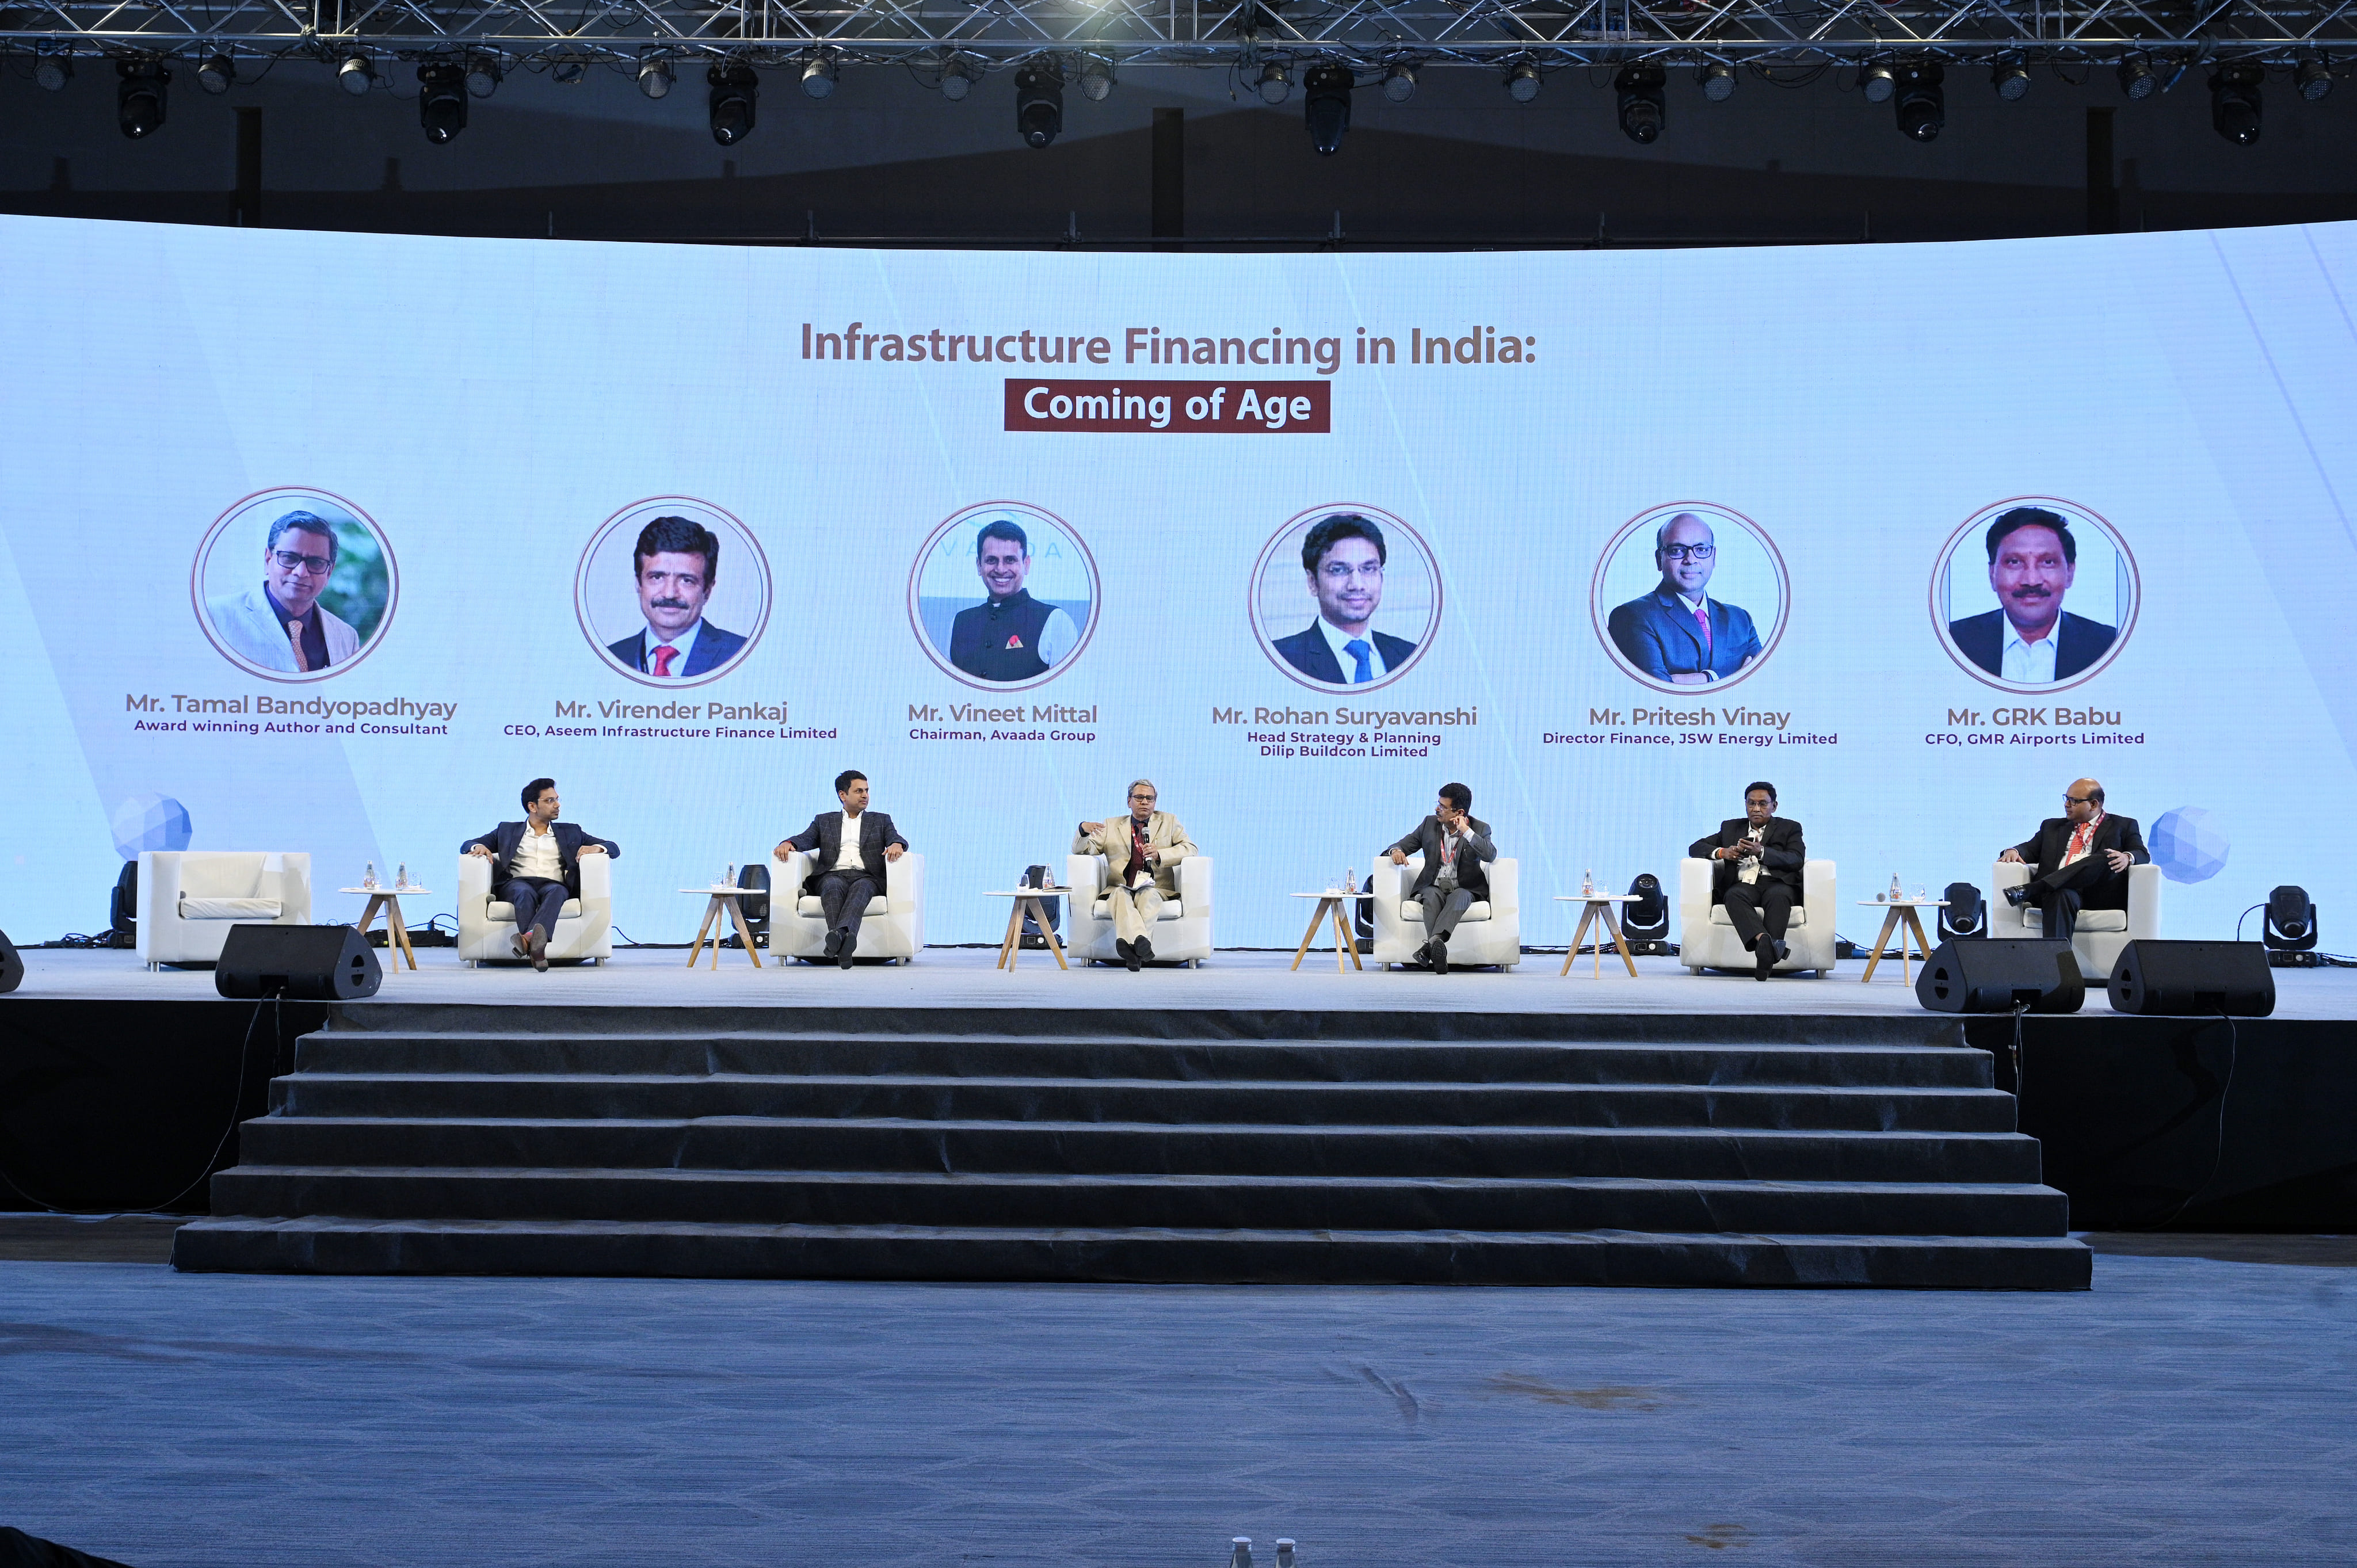 Infrastructure Financing in India:
Coming of Age
Mr. Tamal Bandyopadhyay
Award winning Author and Consultant
Mr. Virender Pankaj
CEO, Aseem Infrastructure Finance Limited
Mr. Vineet Mittal
Chairman, Avaada Group
Mr. Rohan Suryavanshi
Head Strategy & Planning
Dilip Buildcon Limited
Mr. Pritesh Vinay
Director Finance, JSW Energy Limited
Mr. GRK Babu
CFO, GMR Airports Limited